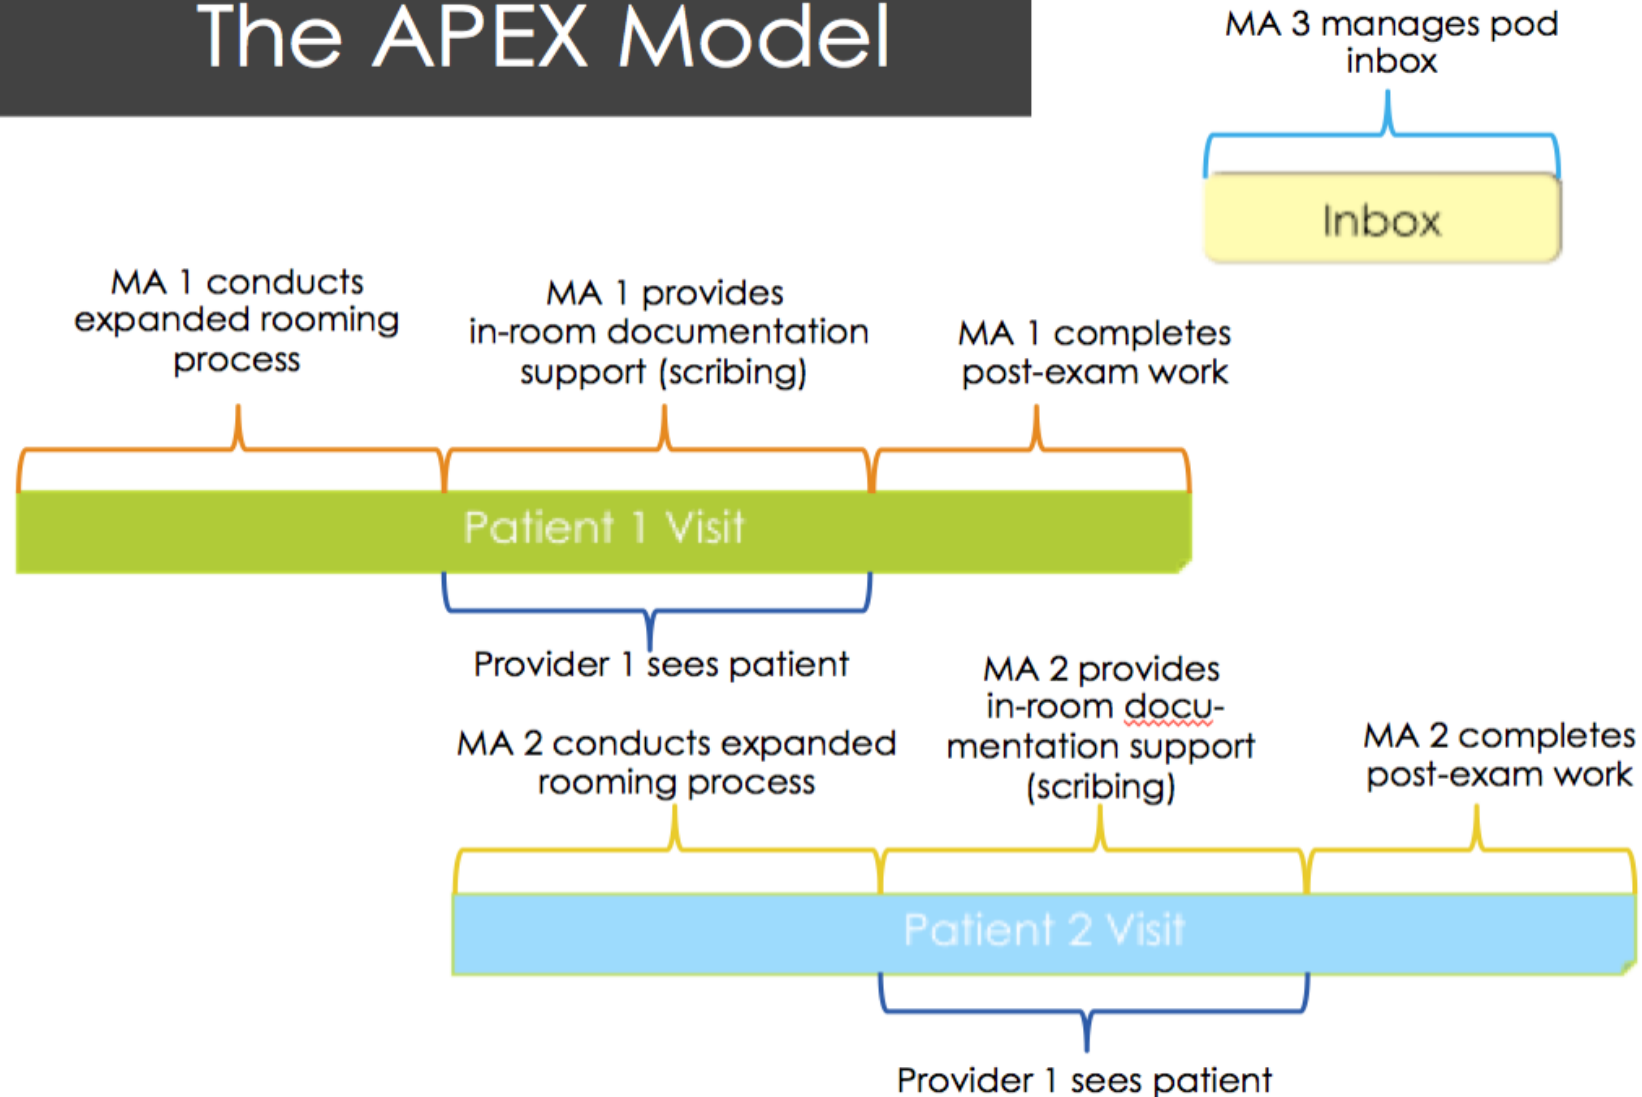 The APEX Model
MA 3 manages pod
inbox
Inbox
MA 1 conducts
expanded rooming
process
MA 1 provides
in-room documentation
support (scribing)
MA 1 completes
post-exam work
Patient 1 Visit
Provider 1 sees patient
MA 2 conducts expanded
rooming process
MA 2 provides
in-room docu-
mentation support
(scribing)
MA 2 completes
post-exam work
Patient 2 Visit
Provider 1 sees patient